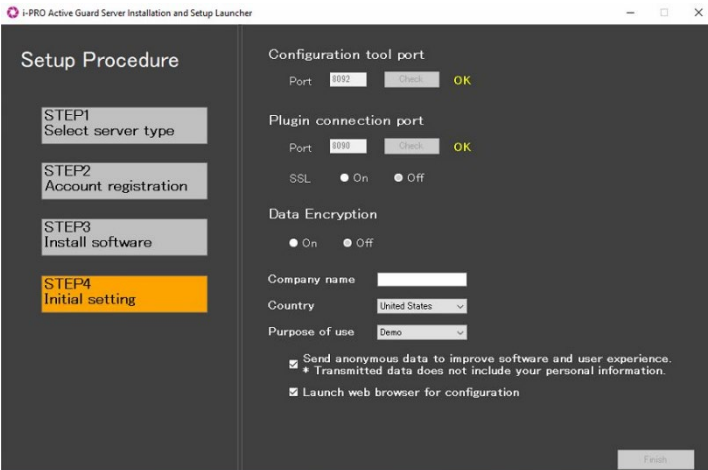 i-PRO Active Guard Server Installation and Setup Launcher
Setup Procedure
STEP1
Select server type
STEP2
Account registration
STEP3
Install software
STEP4
Initial setting
Configuration tool port
Port 8092 Check OK
Plugin connection port
Port 8090 Check OK
SSL On Off
Data Encryption
On Off
Company name
Country United States
Purpose of use Demo
Send anonymous data to improve software and user experience.
* Transmitted data does not include your personal information.
Launch web browser for configuration
Finish